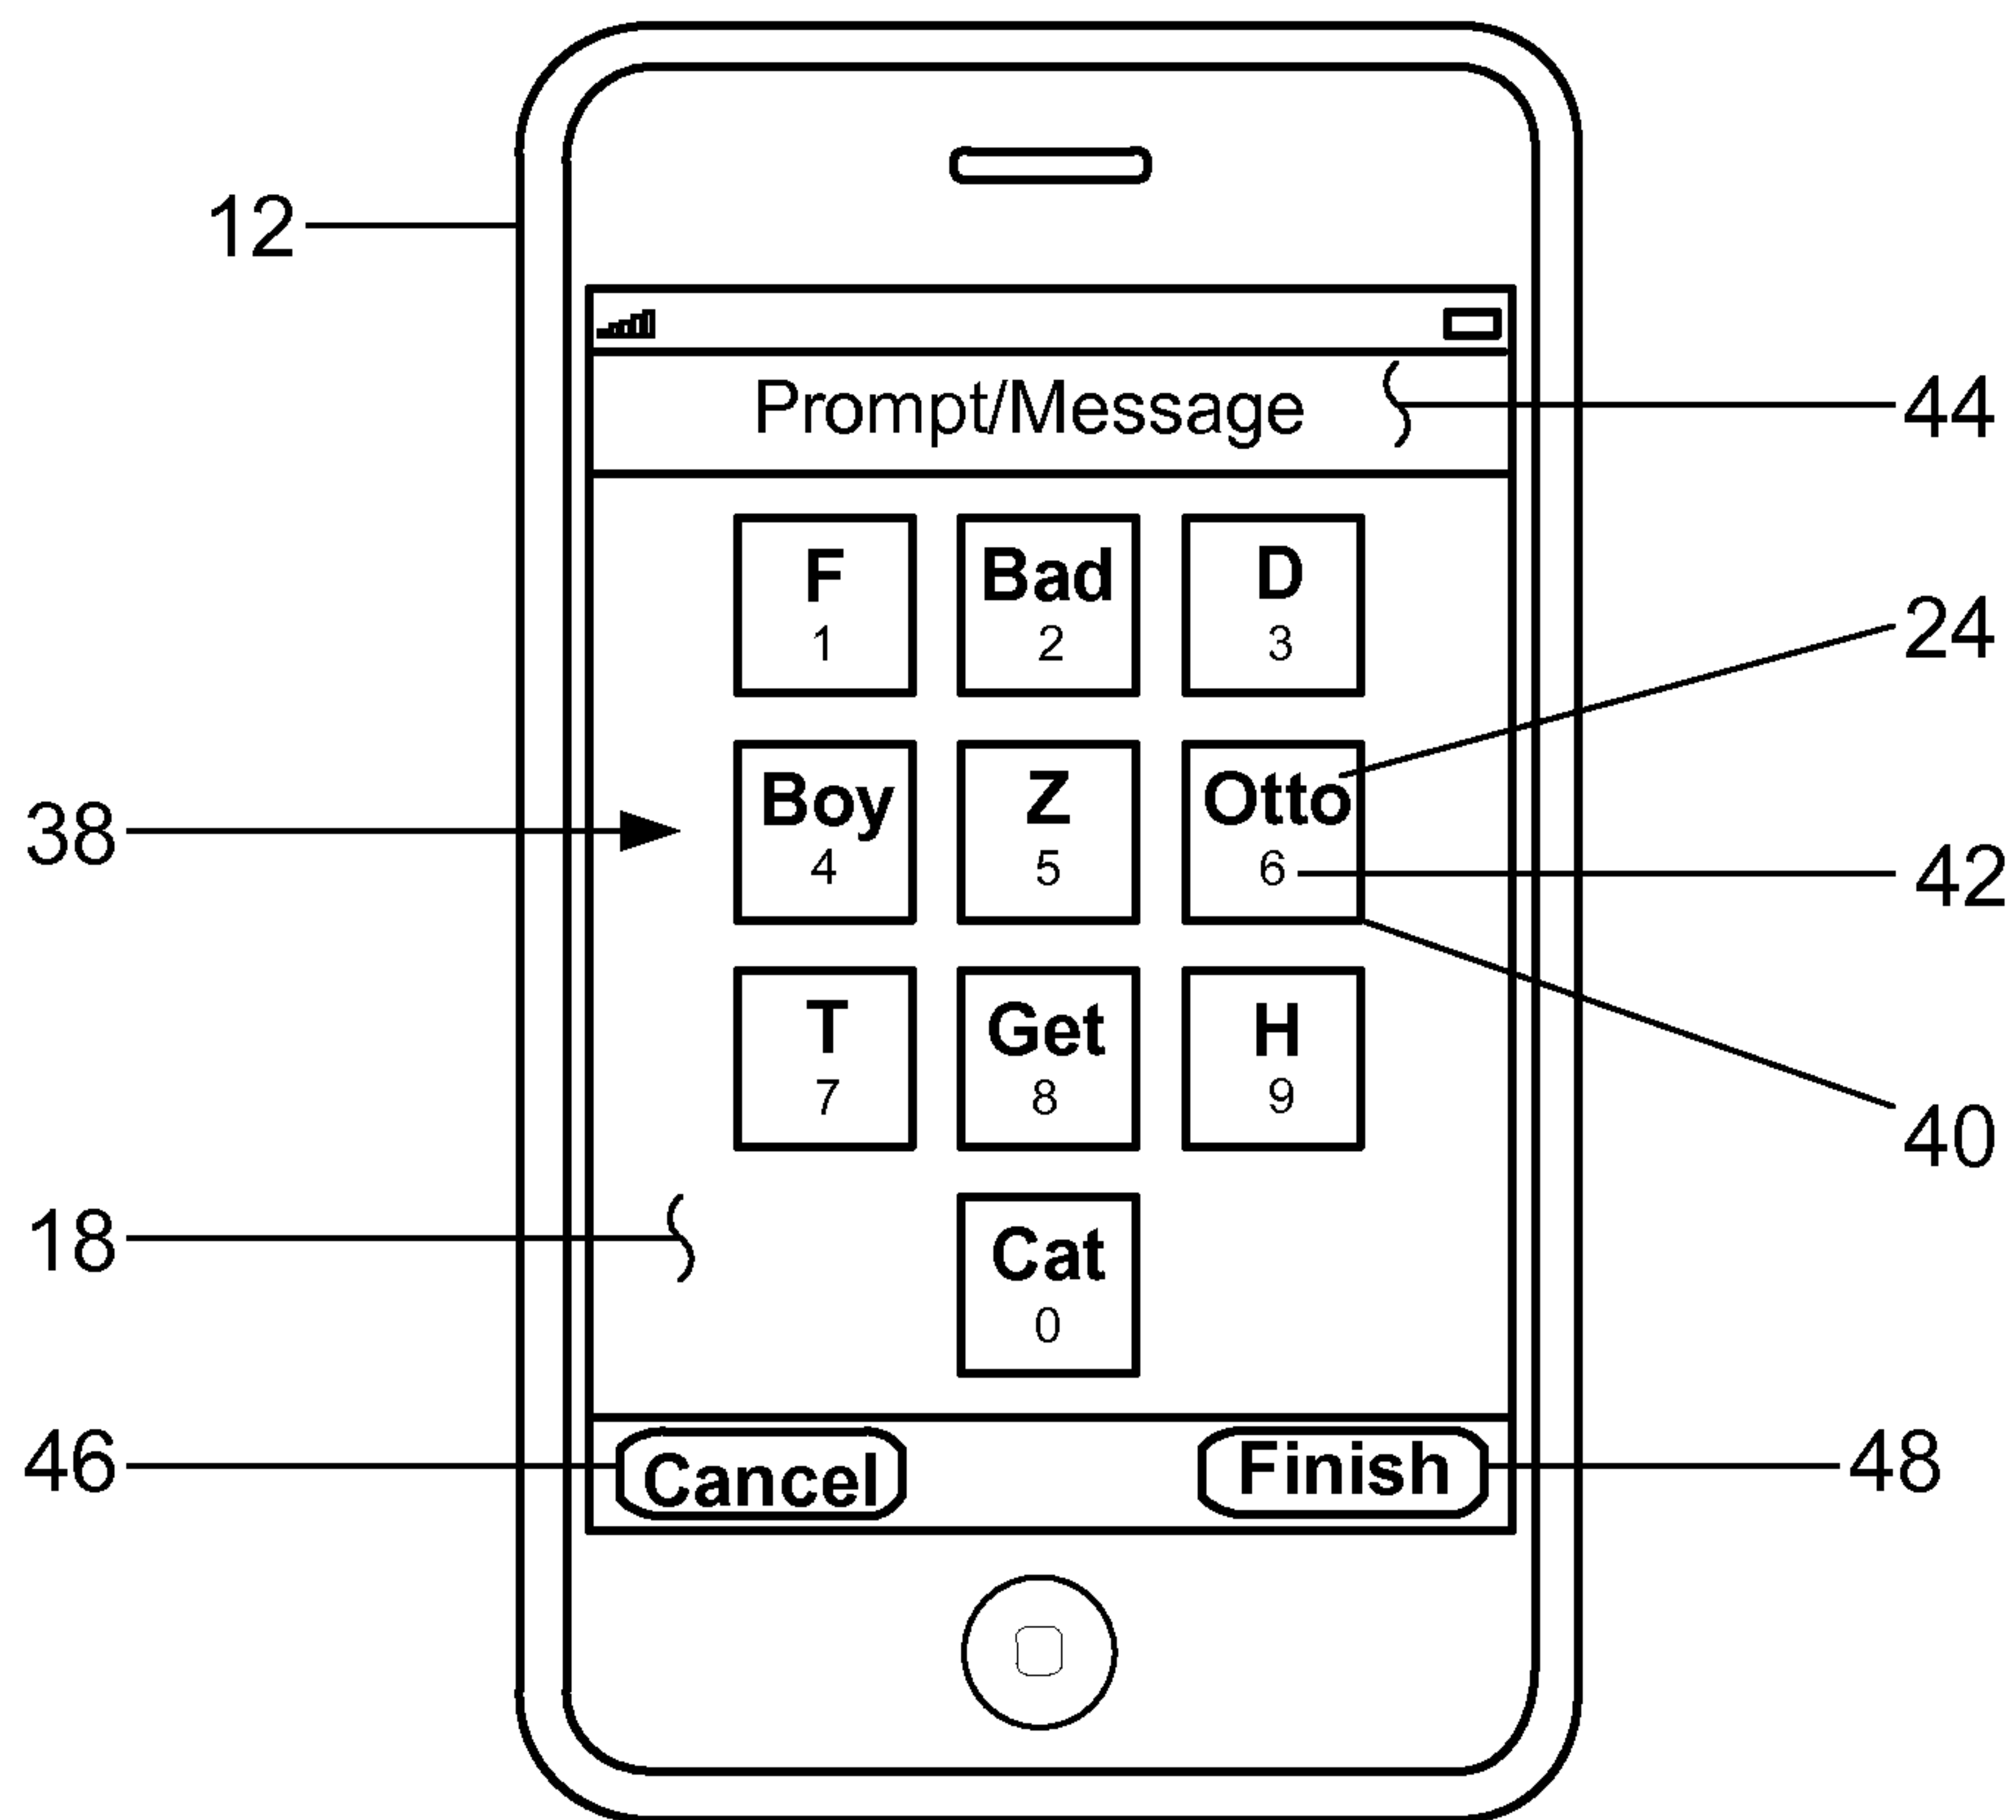 12
Prompt/Message
44
F Bad D
1 2 3
24
Boy Z Otto
38
4 5 6
42
T Get H
7 8 9
40
18
Cat
0
46
Cancel Finish
48